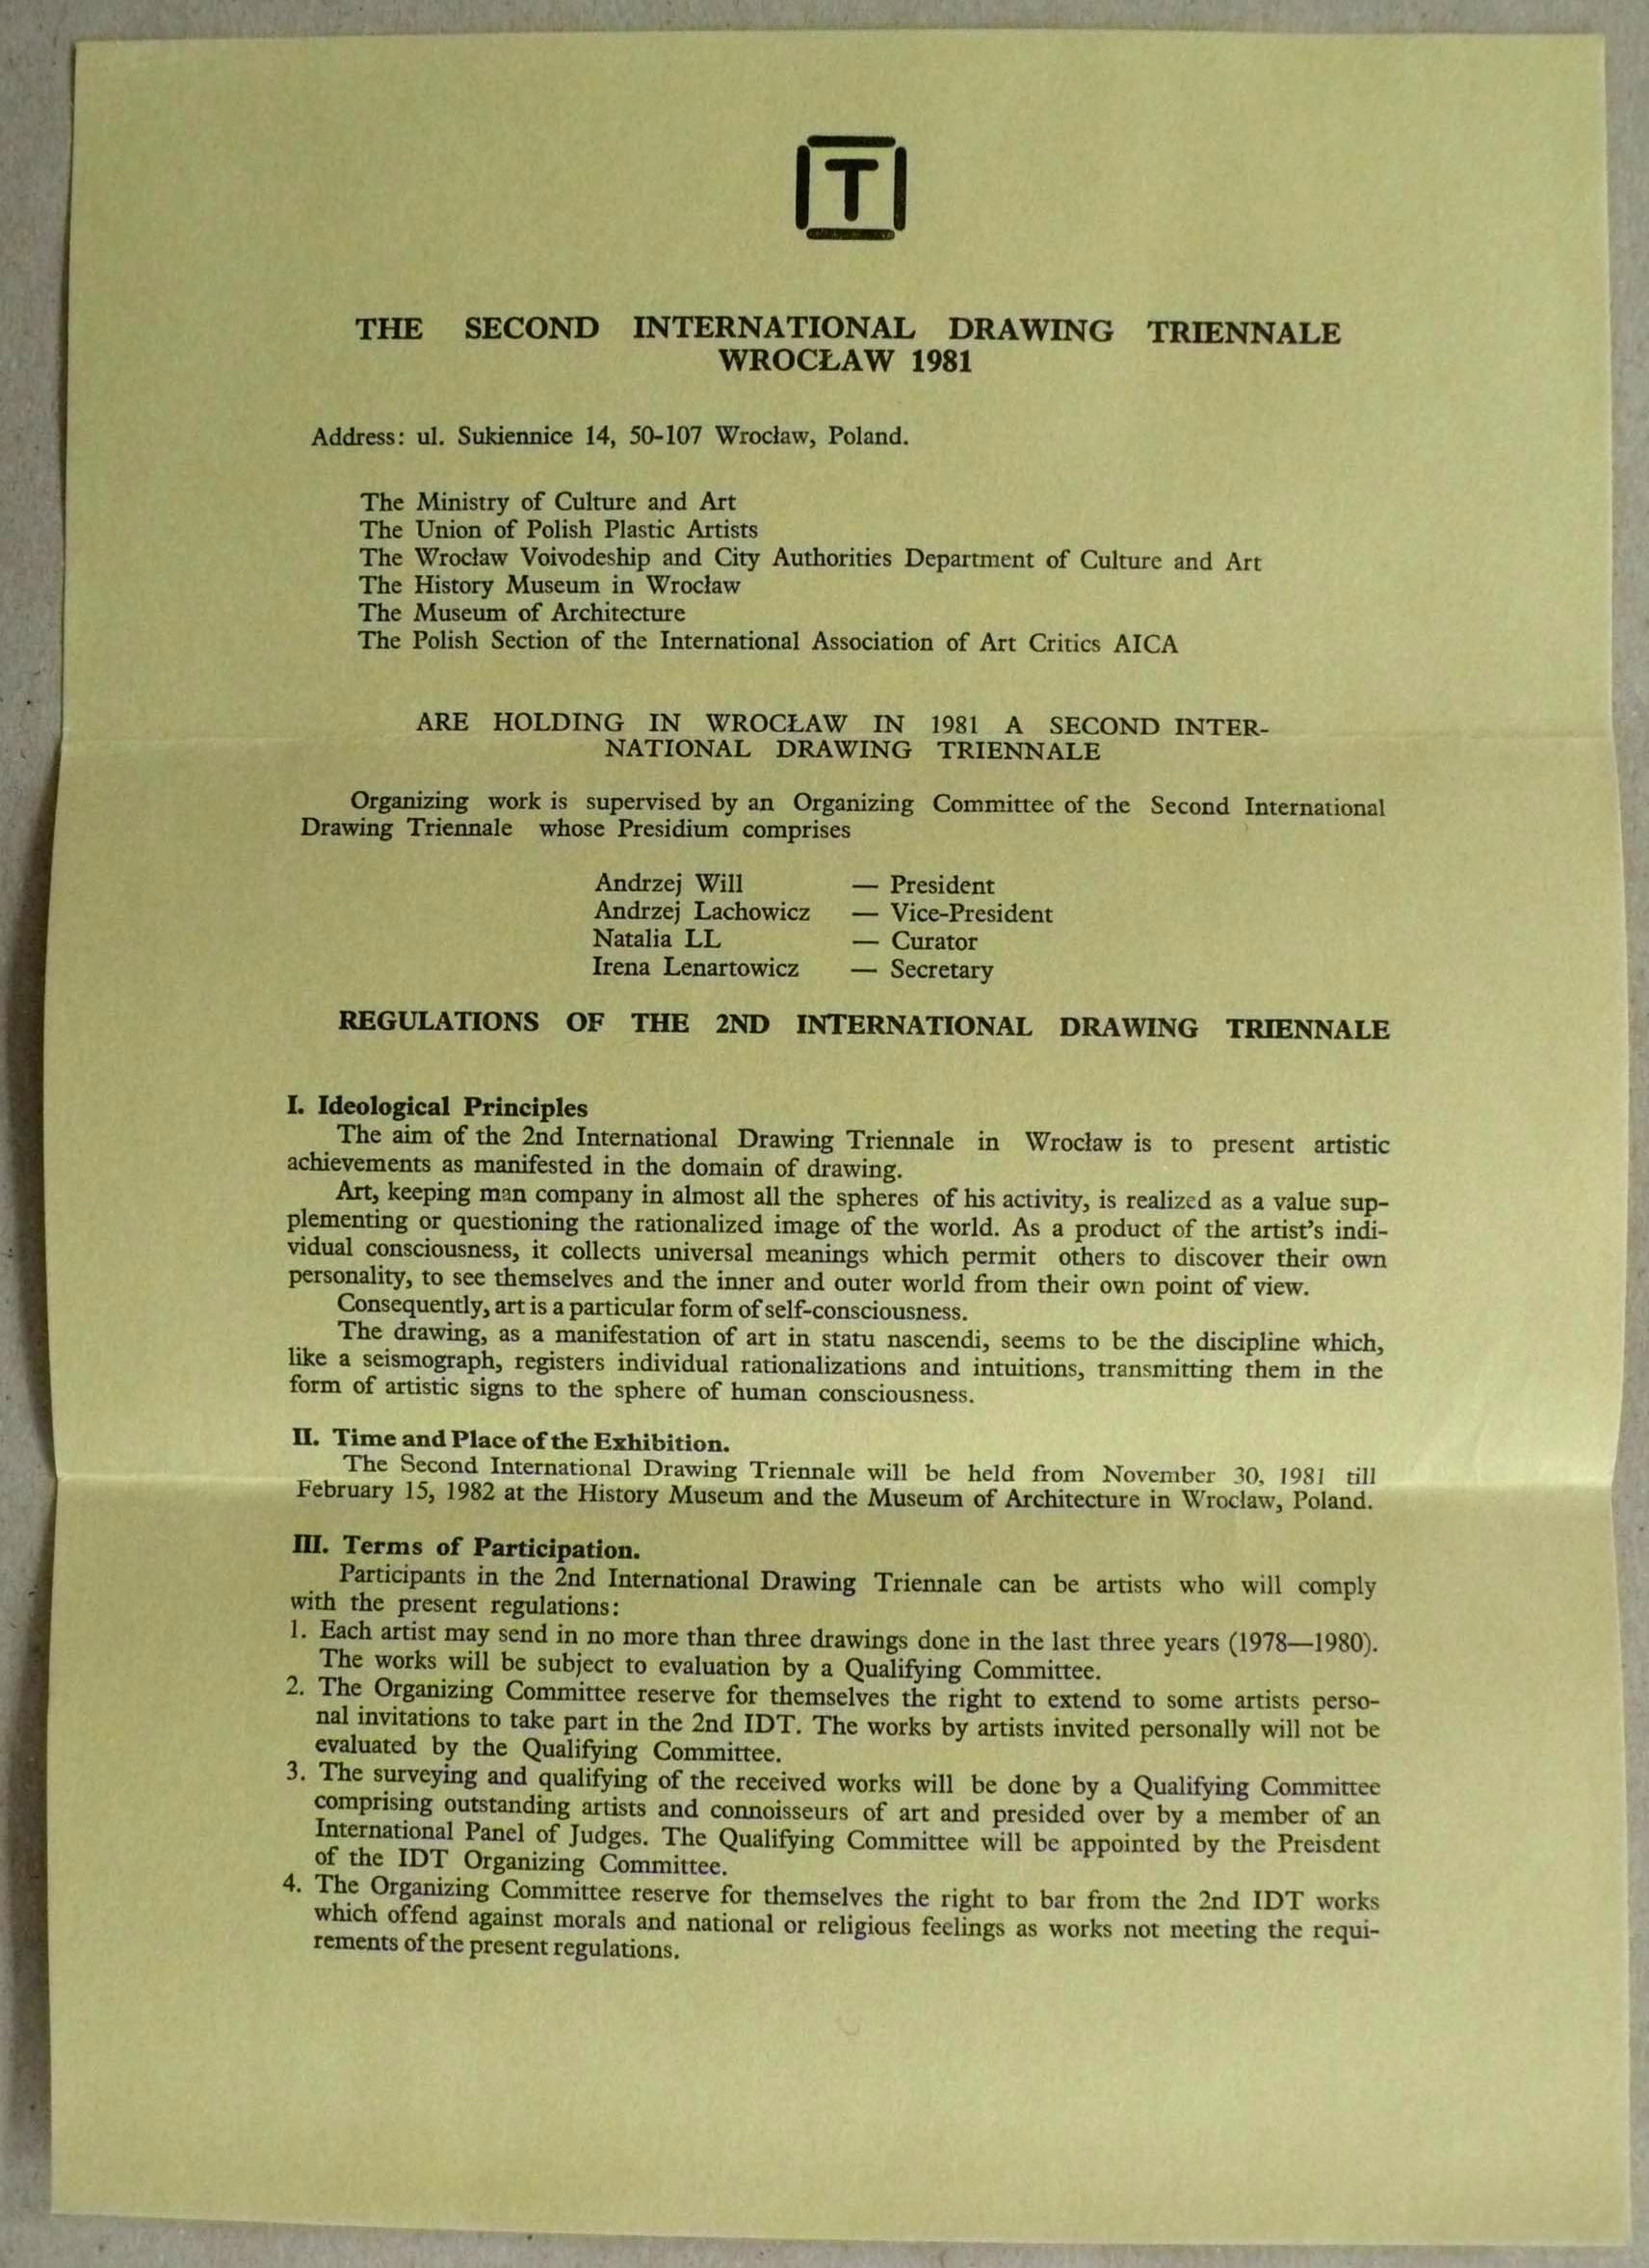 T
THE SECOND INTERNATIONAL DRAWING TRIENNALE
WROCŁAW 1981
Address: ul. Sukiennice 14, 50-107 Wrocław, Poland.
The Ministry of Culture and Art
The Union of Polish Plastic Artists
The Wrocław Voivodeship and City Authorities Department of Culture and Art
The History Museum in Wrocław
The Museum of Architecture
The Polish Section of the International Association of Art Critics AICA
ARE HOLDING IN WROCŁAW IN 1981 A SECOND INTER-
NATIONAL DRAWING TRIENNALE
Organizing work is supervised by an Organizing Committee of the Second International
Drawing Triennale whose Presidium comprises
Andrzej Will — President
Andrzej Lachowicz — Vice-President
Natalia LL — Curator
Irena Lenartowicz — Secretary
REGULATIONS OF THE 2ND INTERNATIONAL DRAWING TRIENNALE
I. Ideological Principles
The aim of the 2nd International Drawing Triennale in Wrocław is to present artistic
achievements as manifested in the domain of drawing.
Art, keeping man company in almost all the spheres of his activity, is realized as a value sup-
plementing or questioning the rationalized image of the world. As a product of the artist's indi-
vidual consciousness, it collects universal meanings which permit others to discover their own
personality, to see themselves and the inner and outer world from their own point of view.
Consequently, art is a particular form of self-consciousness.
The drawing, as a manifestation of art in statu nascendi, seems to be the discipline which,
like a seismograph, registers individual rationalizations and intuitions, transmitting them in the
form of artistic signs to the sphere of human consciousness.
II. Time and Place of the Exhibition.
The Second International Drawing Triennale will be held from November 30, 1981 till
February 15, 1982 at the History Museum and the Museum of Architecture in Wrocław, Poland.
III. Terms of Participation.
Participants in the 2nd International Drawing Triennale can be artists who will comply
with the present regulations:
1. Each artist may send in no more than three drawings done in the last three years (1978—1980).
The works will be subject to evaluation by a Qualifying Committee.
2. The Organizing Committee reserve for themselves the right to extend to some artists perso-
nal invitations to take part in the 2nd IDT. The works by artists invited personally will not be
evaluated by the Qualifying Committee.
3. The surveying and qualifying of the received works will be done by a Qualifying Committee
comprising outstanding artists and connoisseurs of art and presided over by a member of an
International Panel of Judges. The Qualifying Committee will be appointed by the Preisdent
of the IDT Organizing Committee.
4. The Organizing Committee reserve for themselves the right to bar from the 2nd IDT works
which offend against morals and national or religious feelings as works not meeting the requi-
rements of the present regulations.